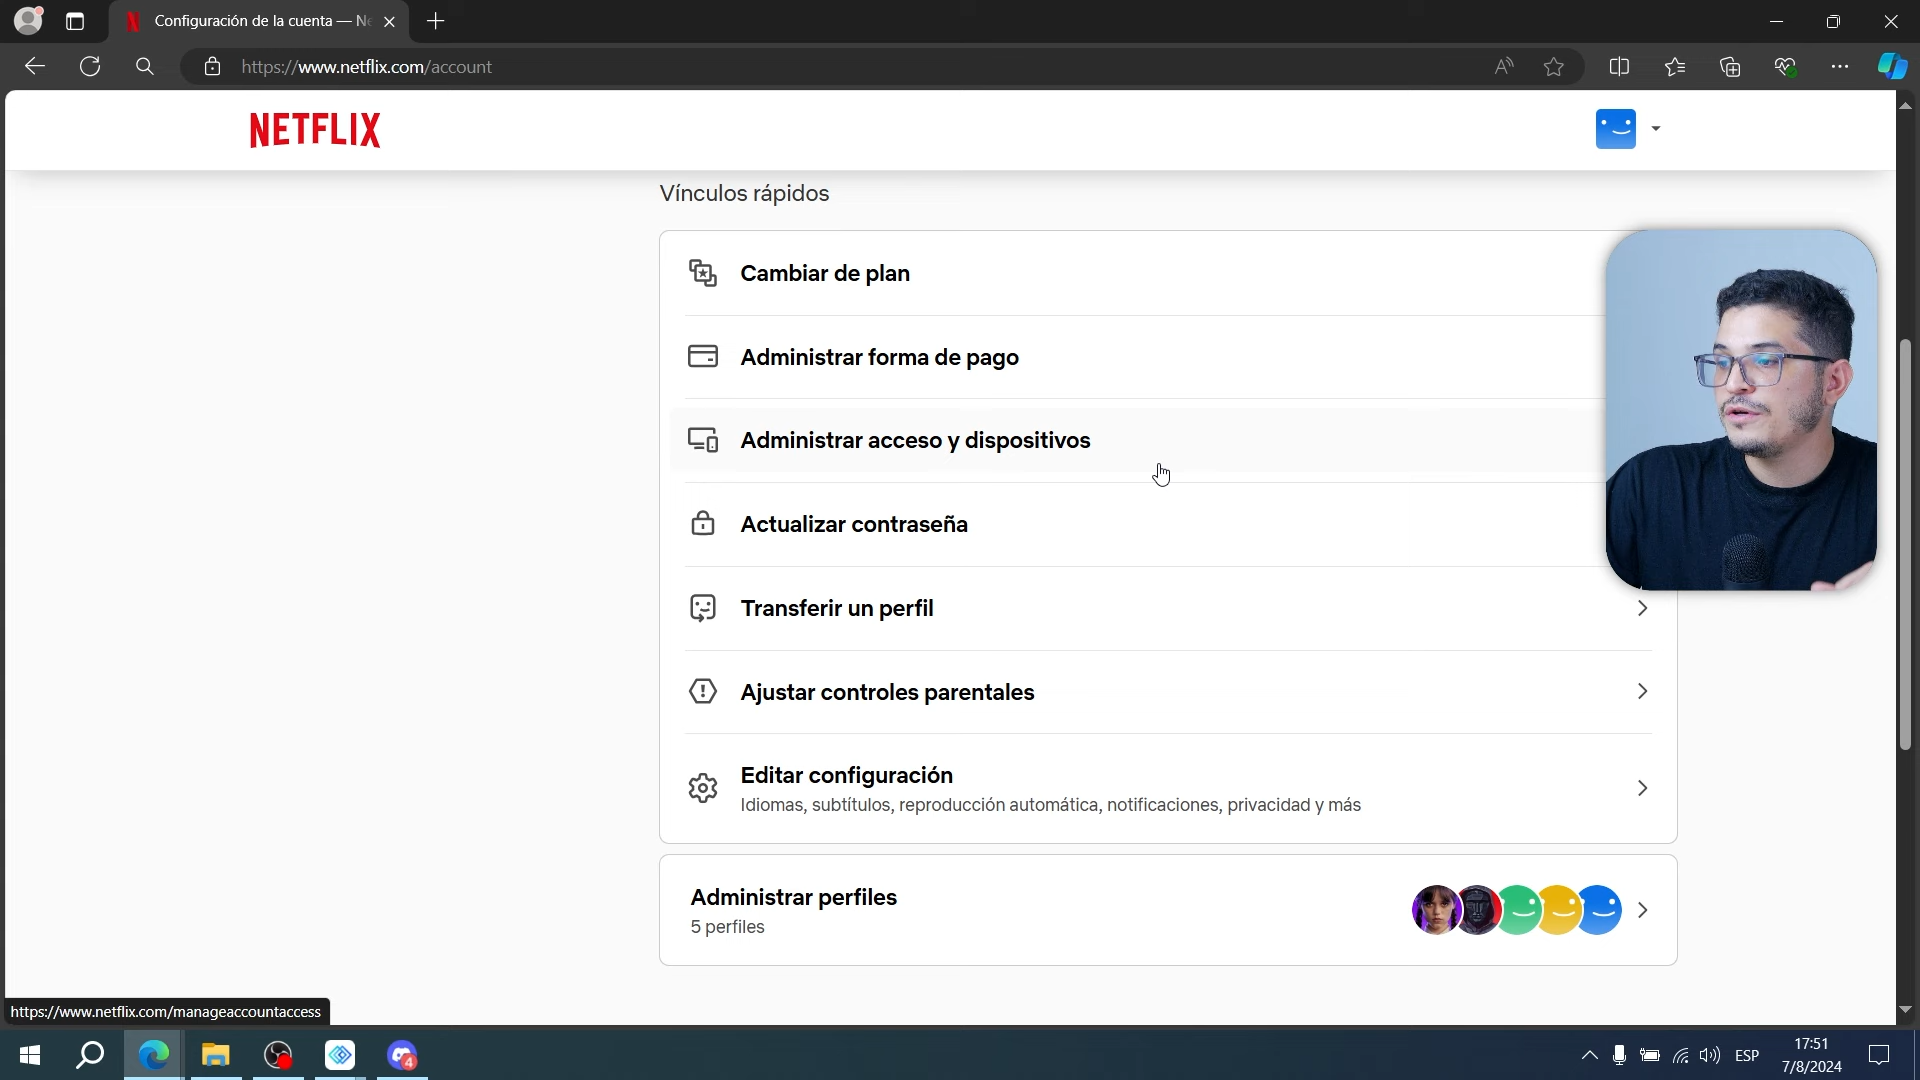 Configuración de la cuenta — Ne
https://www.netflix.com/account
NETFLIX
Vínculos rápidos
Cambiar de plan
Administrar forma de pago
Administrar acceso y dispositivos
Actualizar contraseña
Transferir un perfil
Ajustar controles parentales
Editar configuración
Idiomas, subtítulos, reproducción automática, notificaciones, privacidad y más
Administrar perfiles
5 perfiles
https://www.netflix.com/manageaccountaccess
4
ESP
17:51
7/8/2024